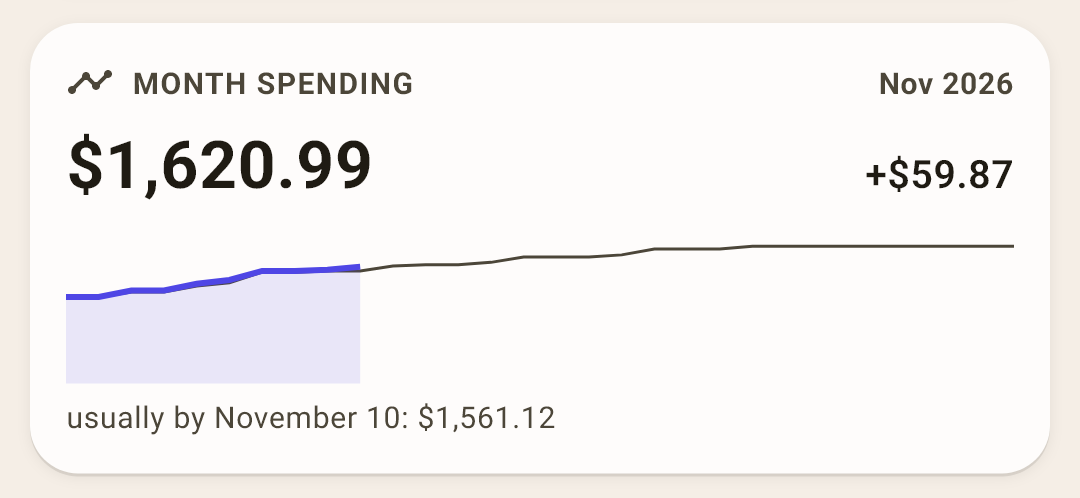 MONTH SPENDING
Nov 2026
$1,620.99
+$59.87
usually by November 10: $1,561.12